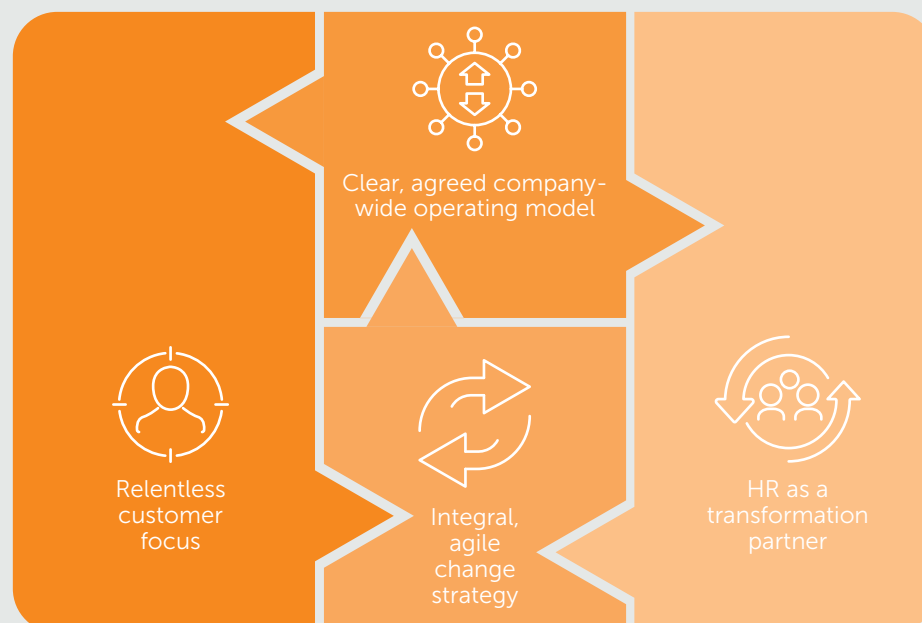 Clear, agreed company-
wide operating model
Relentless
customer
focus
Integral,
agile
change
strategy
HR as a
transformation
partner